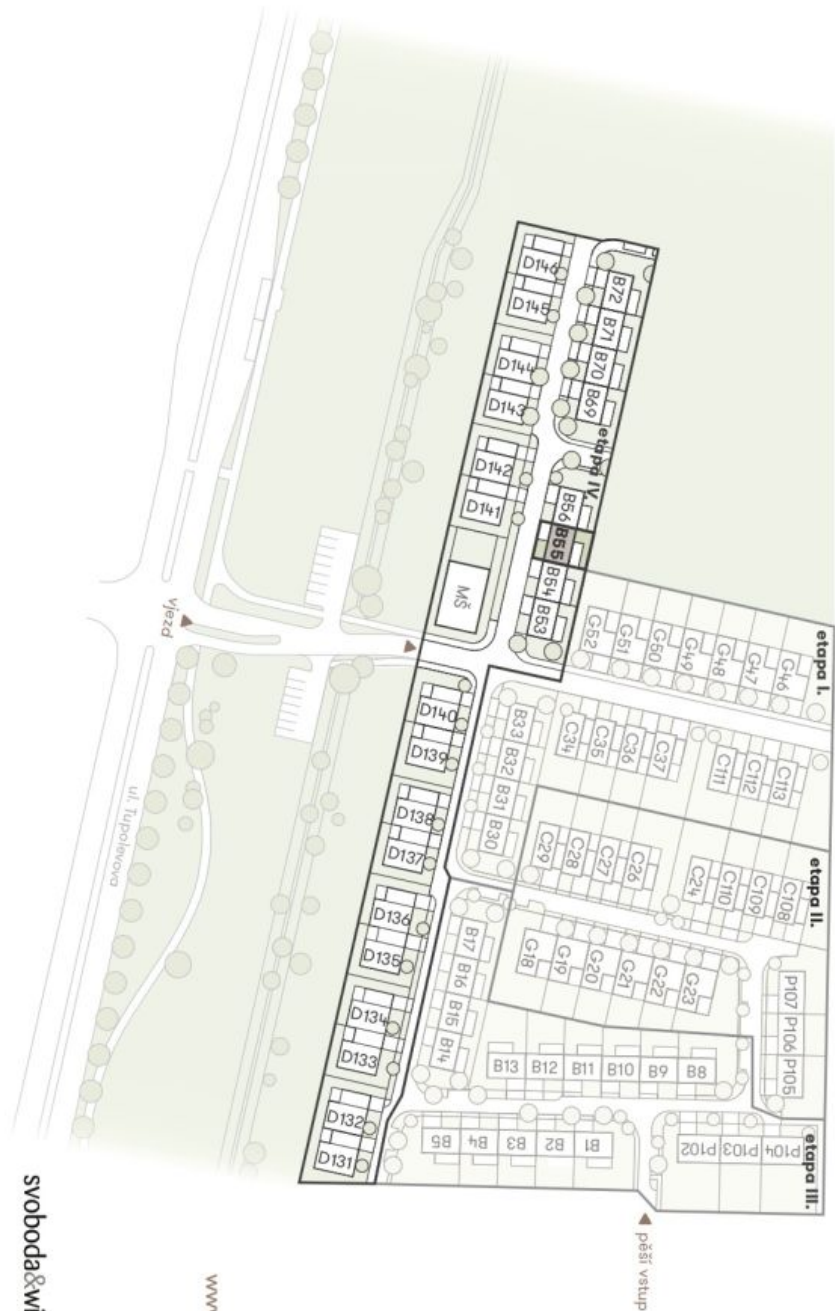 D146
D145
D144
D143
D142
D141
MŠ
B72
B71
B70
B69
etapa IV.
B56
B55
B54
B53
etapa I.
G46
G47
G48
G49
G50
G51
G52
C113
C112
C111
C37
C36
C35
C34
B33
B32
B31
B30
etapa II.
C108
C109
C110
C24
C26
C27
C28
C29
G23
G22
G21
G20
G19
G18
B17
B16
B15
B14
P107
P106
P105
B13
B12
B11
B10
B9
B8
etapa III.
P104
P103
P102
B1
B2
B3
B4
B5
D140
D139
D138
D137
D136
D135
D134
D133
D132
D131
vjezd
ul. Tupolevova
pěší vstup
www
svoboda&wi